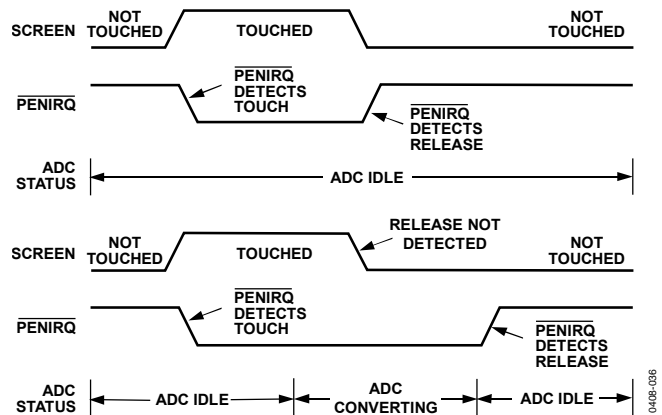 SCREEN
NOT
TOUCHED
TOUCHED
NOT
TOUCHED
PENIRQ
PENIRQ
DETECTS
TOUCH
PENIRQ
DETECTS
RELEASE
ADC
STATUS
ADC IDLE
SCREEN
NOT
TOUCHED
TOUCHED
RELEASE NOT
DETECTED
NOT
TOUCHED
PENIRQ
PENIRQ
DETECTS
TOUCH
PENIRQ
DETECTS
RELEASE
ADC
STATUS
ADC IDLE
ADC
CONVERTING
ADC IDLE
0408-036